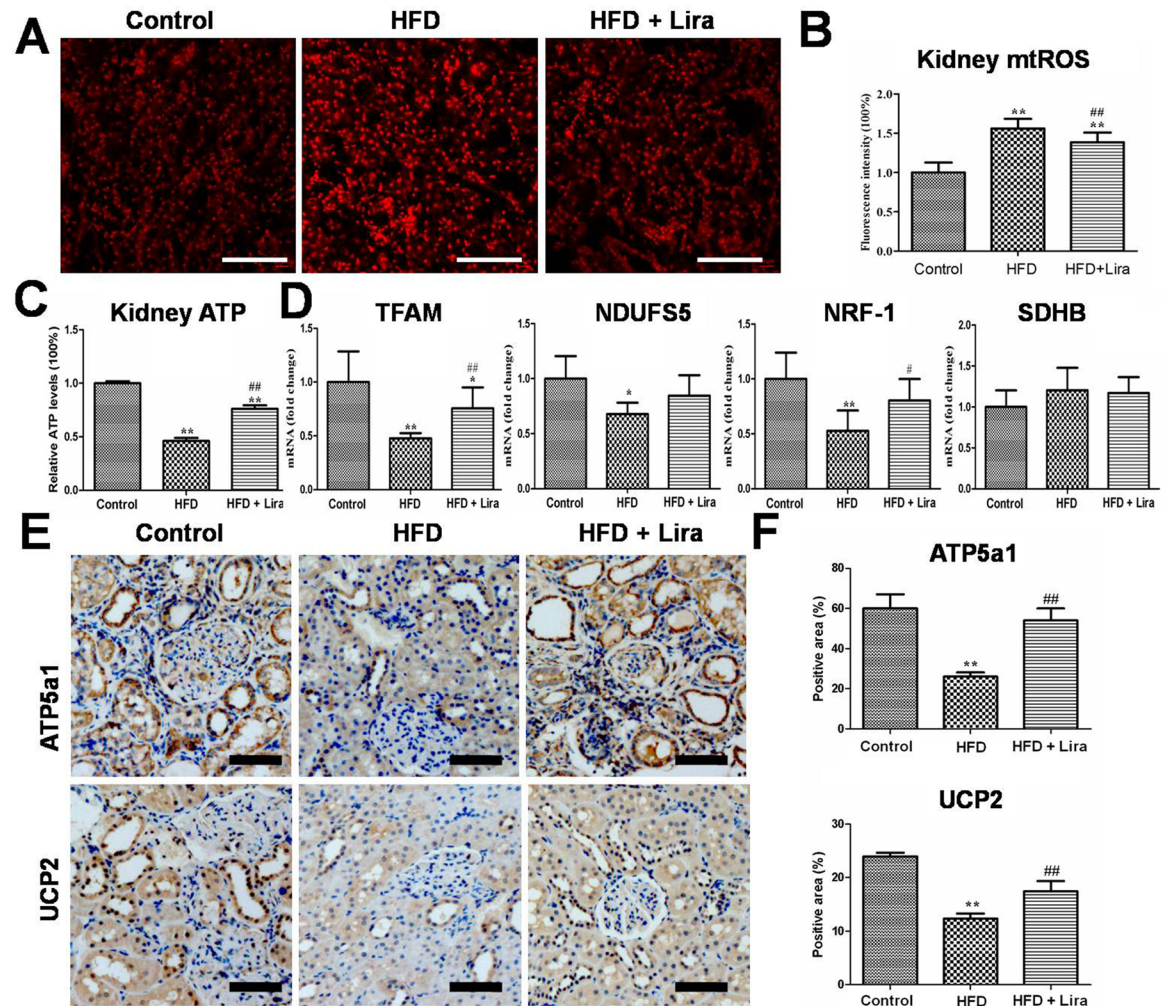 A
Control
HFD
HFD + Lira
B
Kidney mtROS
Fluorescence intensity (100%)
2.0
1.5
1.0
0.5
0.0
**
##
**
Control
HFD
HFD+Lira
C
Kidney ATP
Relative ATP levels (100%)
1.5
1.0
0.5
0.0
**
##
**
Control
HFD
HFD + Lira
D
TFAM
mRNA (fold change)
1.5
1.0
0.5
0.0
**
##
*
Control
HFD
HFD + Lira
NDUFS5
mRNA (fold change)
1.5
1.0
0.5
0.0
*
Control
HFD
HFD + Lira
NRF-1
mRNA (fold change)
1.5
1.0
0.5
0.0
**
#
Control
HFD
HFD + Lira
SDHB
mRNA (fold change)
2.0
1.5
1.0
0.5
0.0
Control
HFD
HFD + Lira
E
Control
HFD
HFD + Lira
ATP5a1
UCP2
F
ATP5a1
Positive area (%)
80
60
40
20
0
**
##
Control
HFD
HFD + Lira
UCP2
Positive area (%)
30
20
10
0
**
##
Control
HFD
HFD + Lira